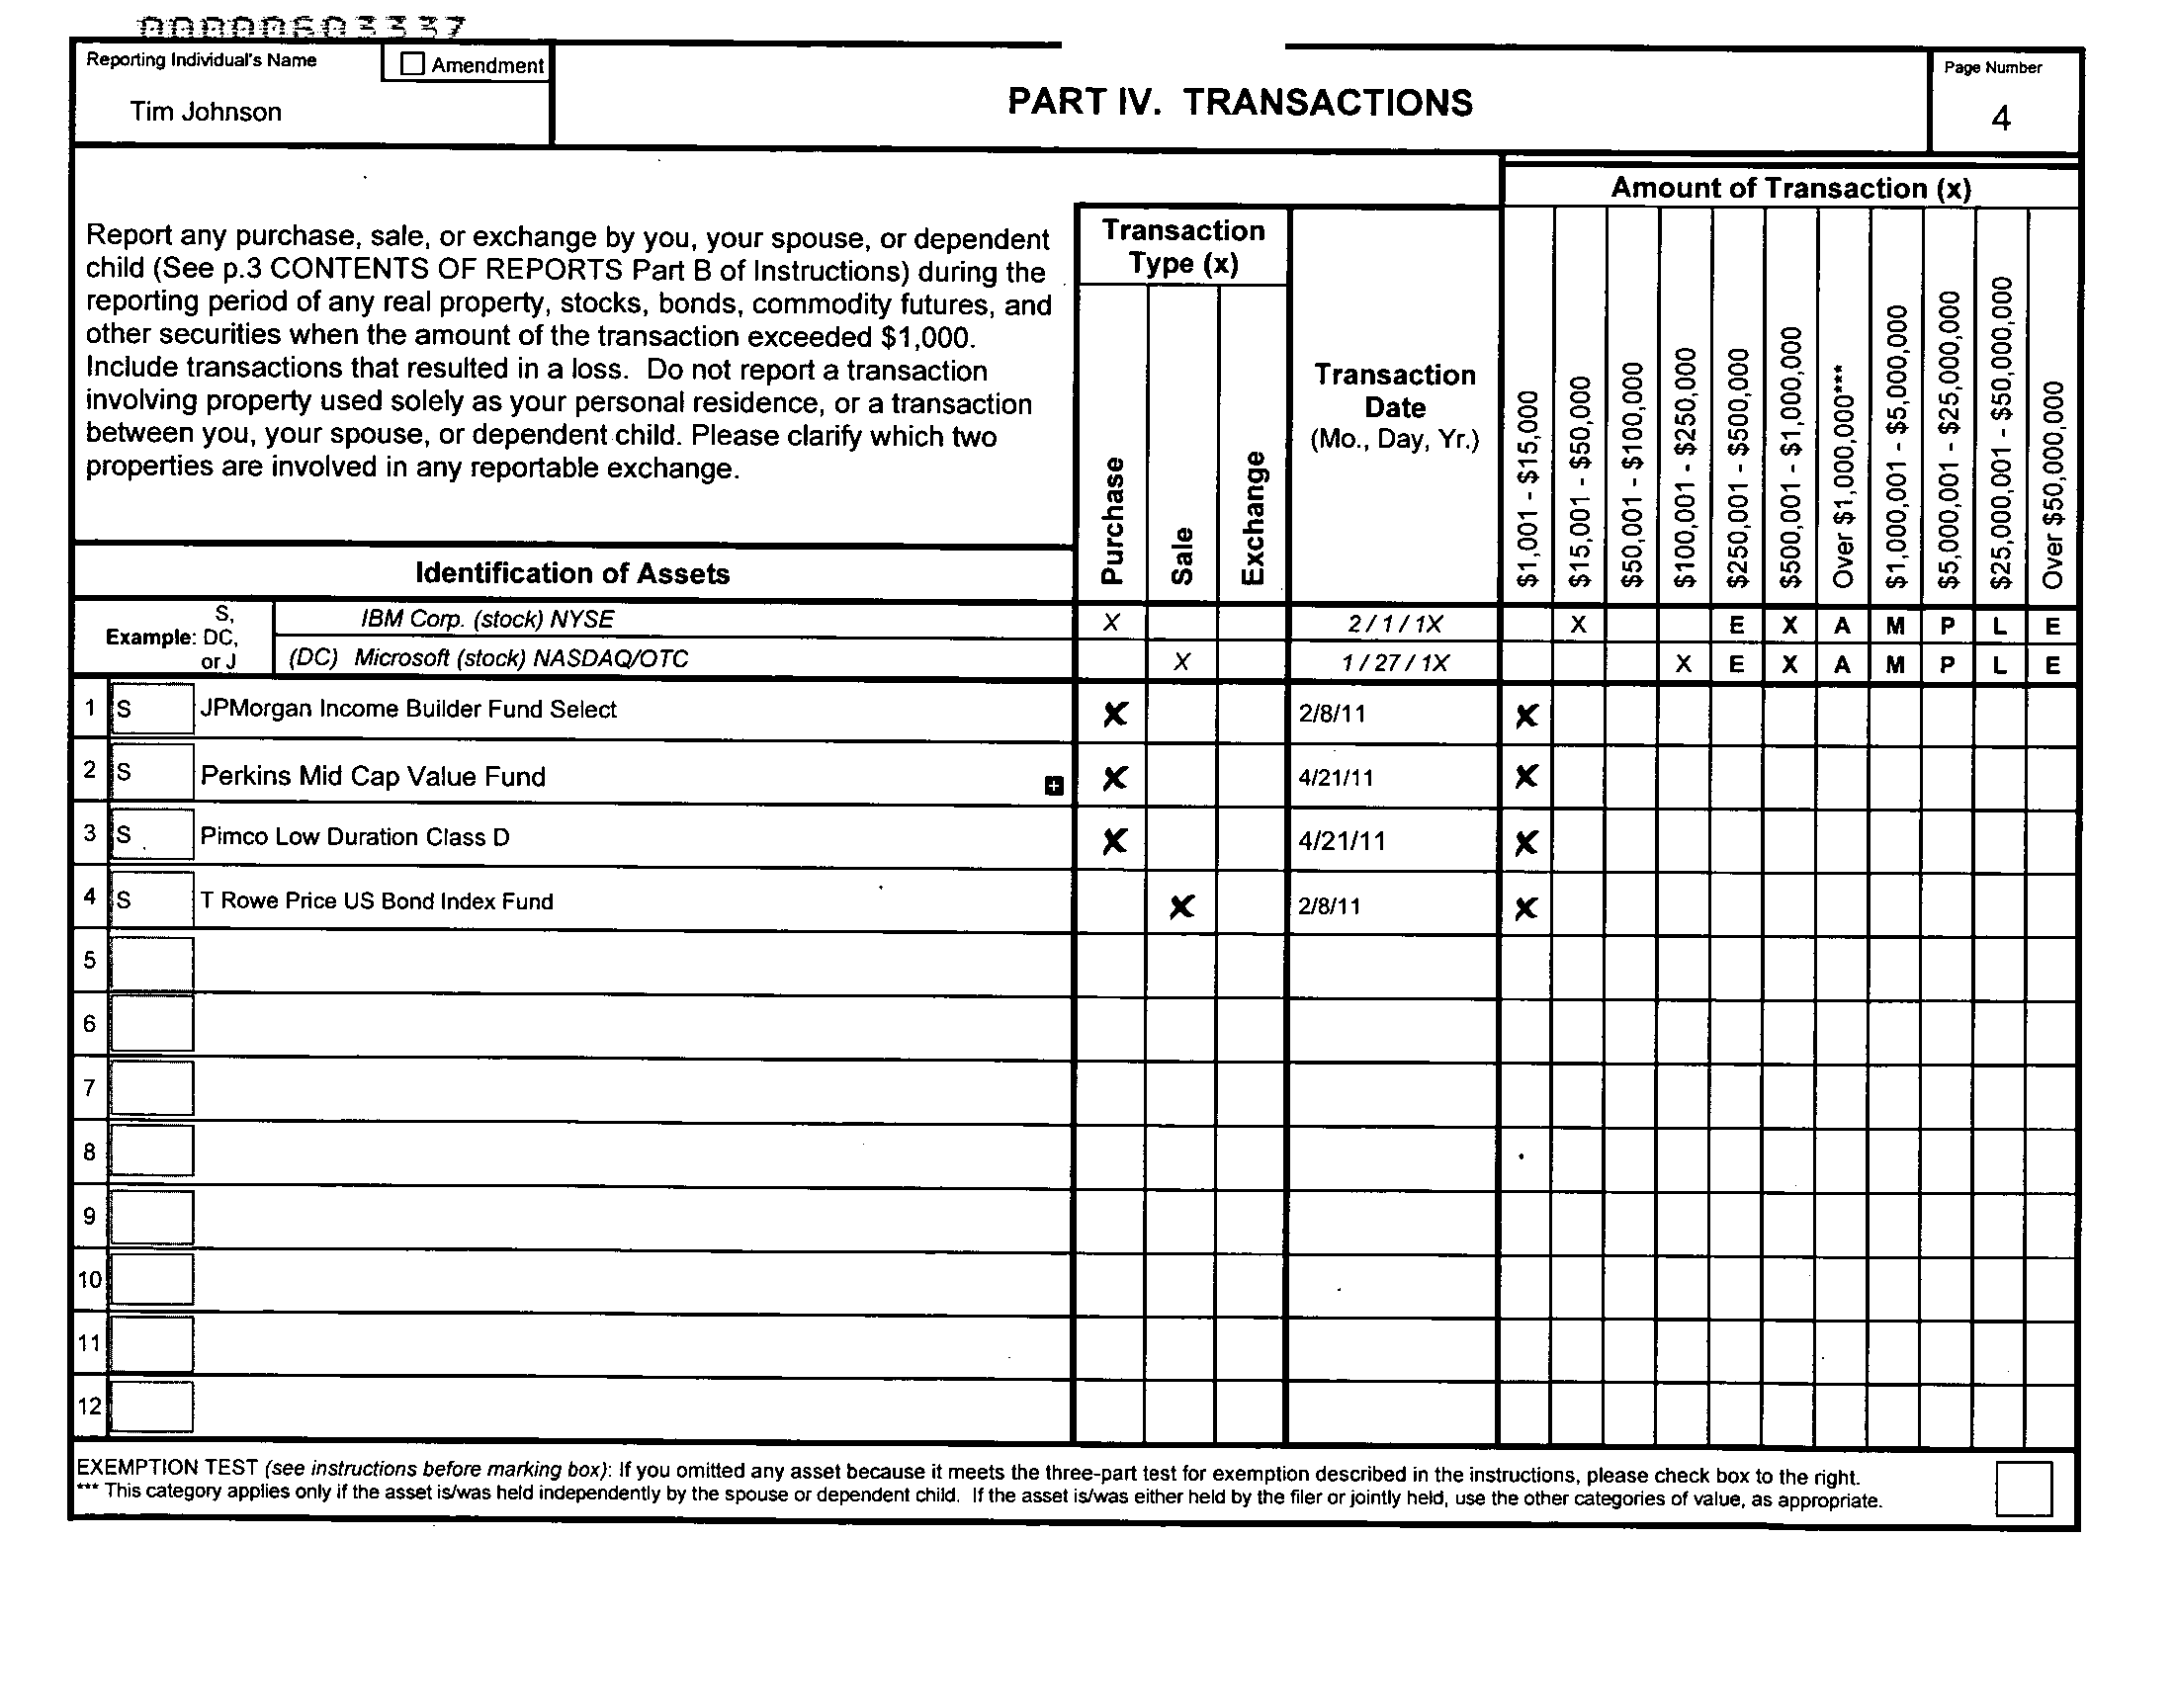 00000603337
Reporting Individual's Name
Amendment
Tim Johnson
PART IV. TRANSACTIONS
Page Number
4
Amount of Transaction (x)
Report any purchase, sale, or exchange by you, your spouse, or dependent
child (See p.3 CONTENTS OF REPORTS Part B of Instructions) during the
reporting period of any real property, stocks, bonds, commodity futures, and
other securities when the amount of the transaction exceeded $1,000.
Include transactions that resulted in a loss. Do not report a transaction
involving property used solely as your personal residence, or a transaction
between you, your spouse, or dependent child. Please clarify which two
properties are involved in any reportable exchange.
Transaction
Type (x)
Purchase
Sale
Exchange
Transaction
Date
(Mo., Day, Yr.)
$1,001 - $15,000
$15,001 - $50,000
$50,001 - $100,000
$100,001 - $250,000
$250,001 - $500,000
$500,001 - $1,000,000
Over $1,000,000***
$1,000,001 - $5,000,000
$5,000,001 - $25,000,000
$25,000,001 - $50,000,000
Over $50,000,000
Identification of Assets
Example: S, DC, or J
IBM Corp. (stock) NYSE X 2 / 1 / 1X X E X A M P L E
(DC) Microsoft (stock) NASDAQ/OTC X 1 / 27 / 1X X E X A M P L E
1 S JPMorgan Income Builder Fund Select X 2/8/11 X
2 S Perkins Mid Cap Value Fund + X 4/21/11 X
3 S Pimco Low Duration Class D X 4/21/11 X
4 S T Rowe Price US Bond Index Fund X 2/8/11 X
5
6
7
8
9
10
11
12
EXEMPTION TEST (see instructions before marking box): If you omitted any asset because it meets the three-part test for exemption described in the instructions, please check box to the right.
*** This category applies only if the asset is/was held independently by the spouse or dependent child. If the asset is/was either held by the filer or jointly held, use the other categories of value, as appropriate.